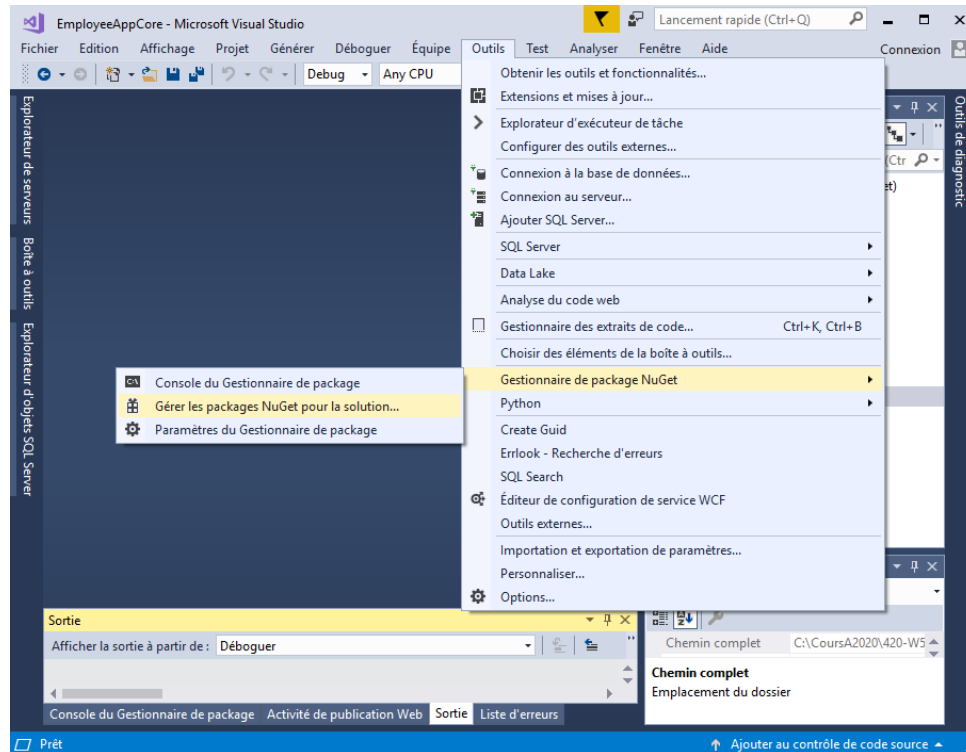 EmployeeAppCore - Microsoft Visual Studio
Lancement rapide (Ctrl+Q)
Fichier Edition Affichage Projet Générer Déboguer Équipe Outils Test Analyser Fenêtre Aide Connexion
Debug Any CPU
Obtenir les outils et fonctionnalités...
Extensions et mises à jour...
Explorateur d'exécuteur de tâche
Configurer des outils externes...
Connexion à la base de données...
Connexion au serveur...
Ajouter SQL Server...
SQL Server
Data Lake
Analyse du code web
Gestionnaire des extraits de code... Ctrl+K, Ctrl+B
Choisir des éléments de la boîte à outils...
Gestionnaire de package NuGet
Python
Create Guid
Errlook - Recherche d'erreurs
SQL Search
Éditeur de configuration de service WCF
Outils externes...
Importation et exportation de paramètres...
Personnaliser...
Options...
Console du Gestionnaire de package
Gérer les packages NuGet pour la solution...
Paramètres du Gestionnaire de package
Explorateur de serveurs
Boîte à outils
Explorateur d'objets SQL Server
Outils de diagnostic
(Ctr
et)
Sortie
Afficher la sortie à partir de : Déboguer
Console du Gestionnaire de package Activité de publication Web Sortie Liste d'erreurs
Chemin complet C:\CoursA2020\420-W5
Chemin complet
Emplacement du dossier
Prêt
Ajouter au contrôle de code source